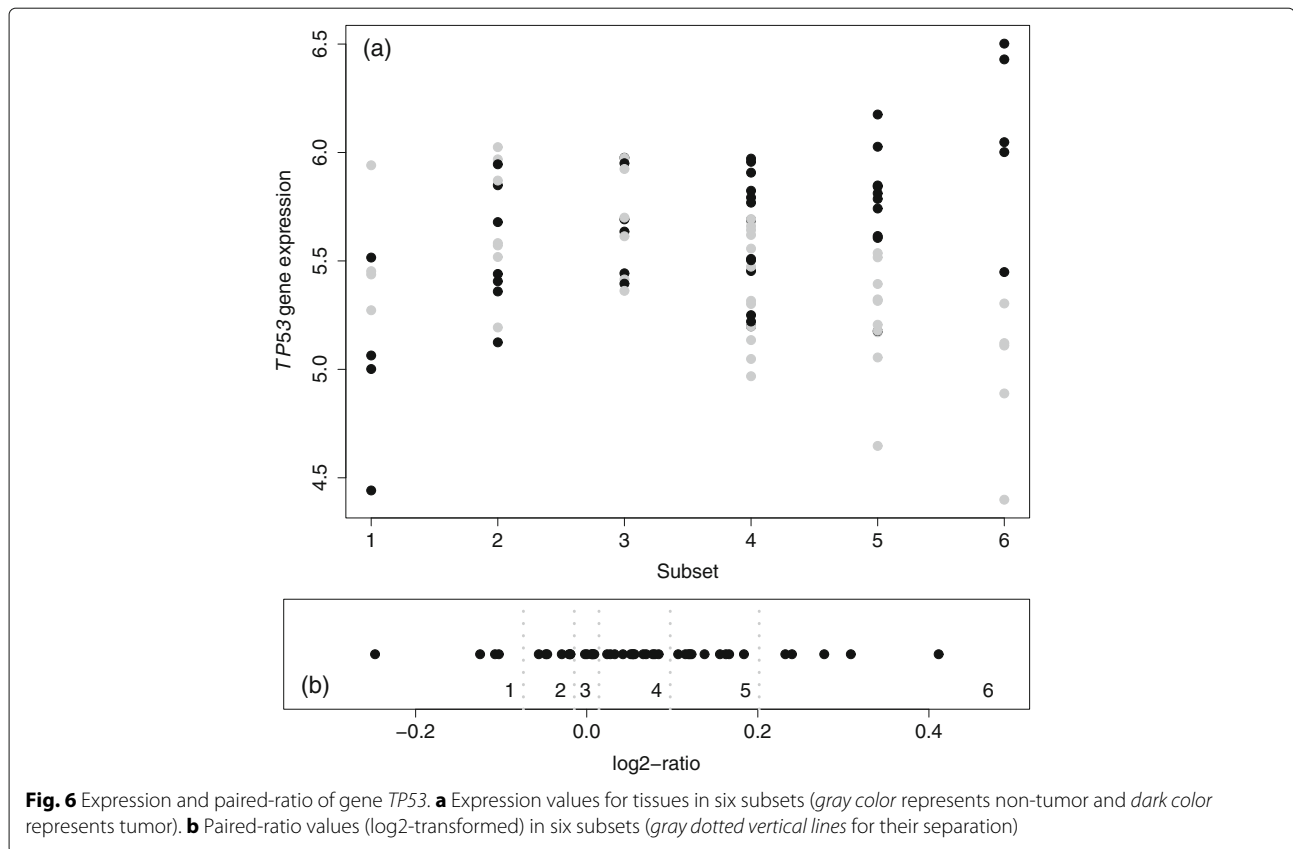 (a)
6.5
6.0
5.5
5.0
4.5
TP53 gene expression
1 2 3 4 5 6
Subset
(b)
1 2 3 4 5 6
−0.2 0.0 0.2 0.4
log2−ratio
Fig. 6 Expression and paired-ratio of gene TP53. a Expression values for tissues in six subsets (gray color represents non-tumor and dark color
represents tumor). b Paired-ratio values (log2-transformed) in six subsets (gray dotted vertical lines for their separation)